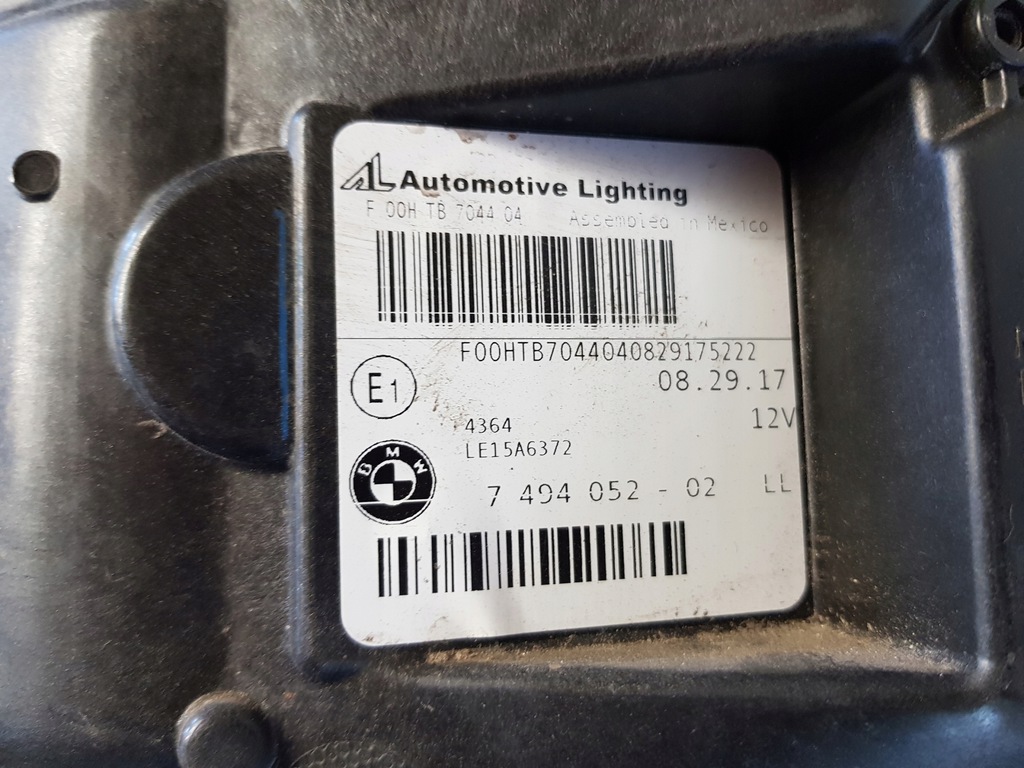 AL Automotive Lighting
F 00H TB 7044 04 Assembled in Mexico
F00HTB7044040829175222
E1 08.29.17
12V
4364
LE15A6372
BMW
7 494 052 - 02 LL